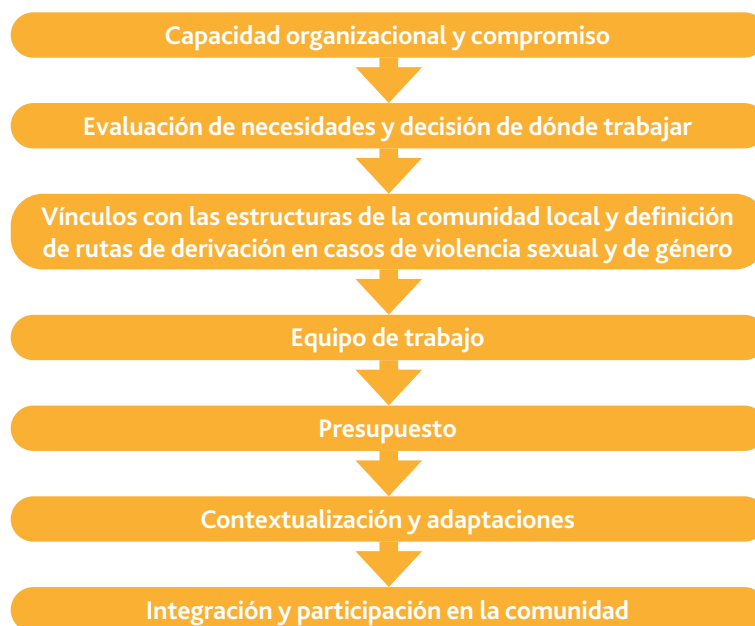 Capacidad organizacional y compromiso
Evaluación de necesidades y decisión de dónde trabajar
Vínculos con las estructuras de la comunidad local y definición
de rutas de derivación en casos de violencia sexual y de género
Equipo de trabajo
Presupuesto
Contextualización y adaptaciones
Integración y participación en la comunidad